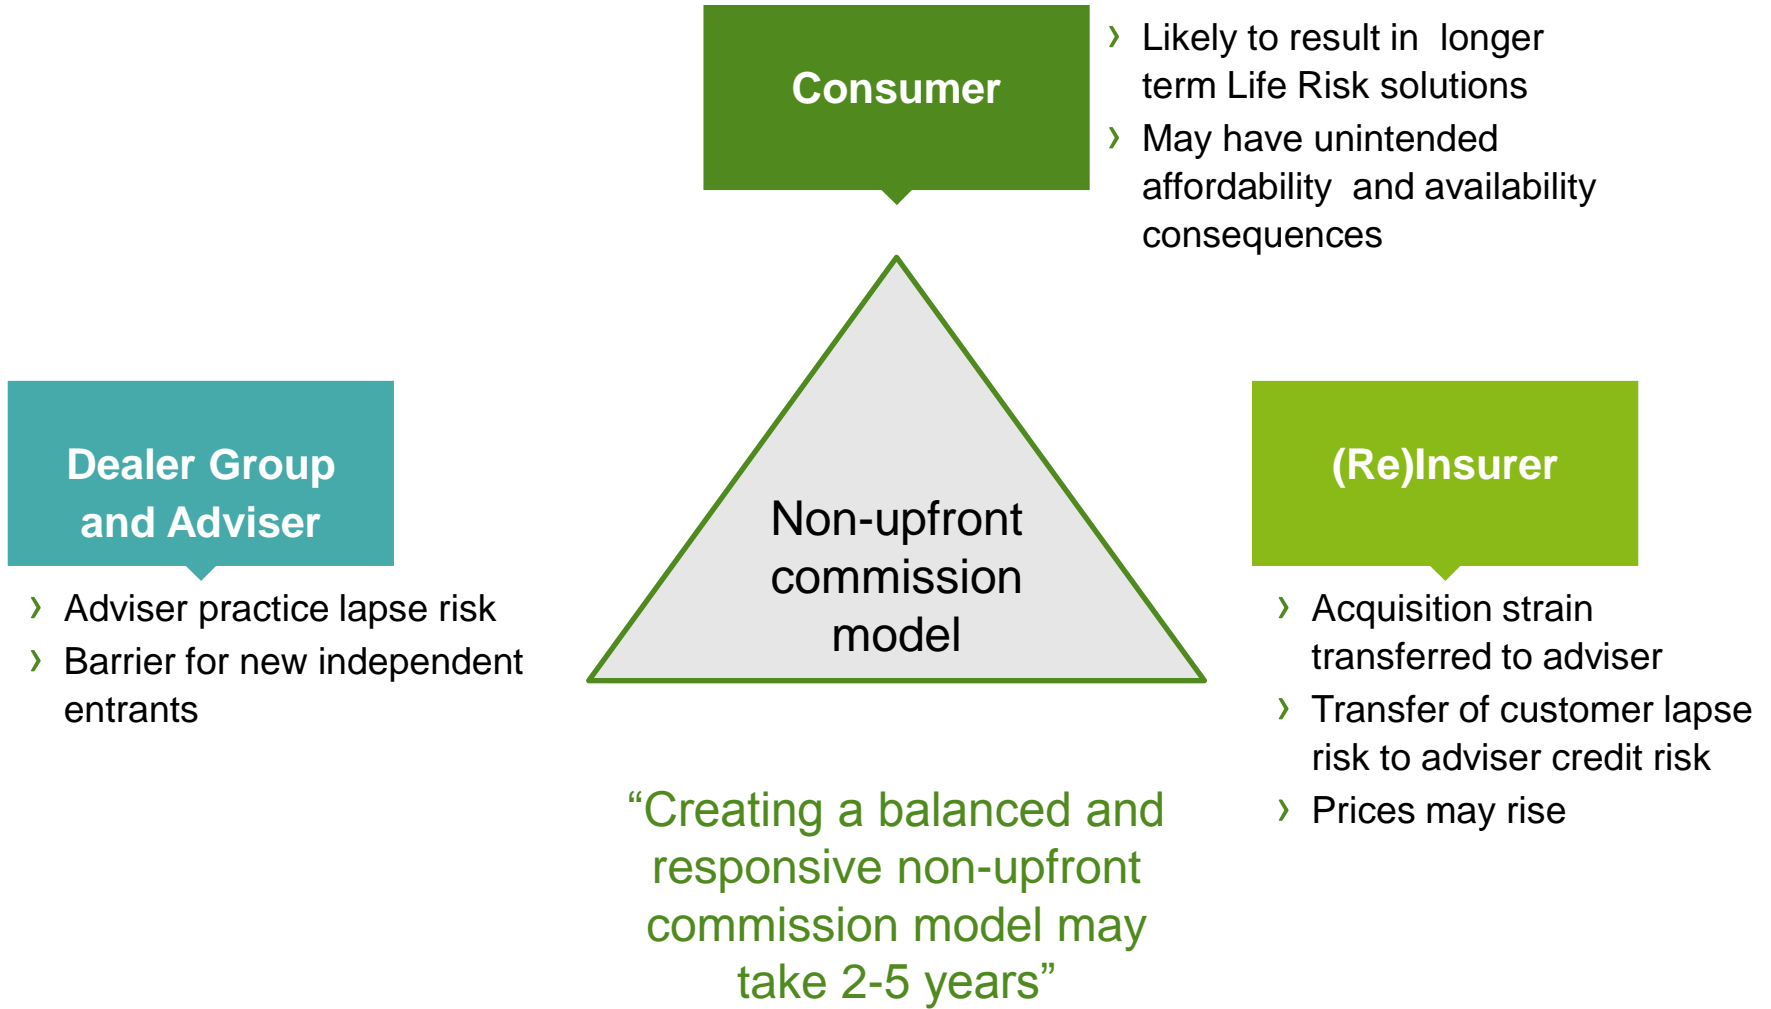 Consumer
› Likely to result in longer
term Life Risk solutions
› May have unintended
affordability and availability
consequences
Dealer Group
and Adviser
› Adviser practice lapse risk
› Barrier for new independent
entrants
Non-upfront
commission
model
(Re)Insurer
› Acquisition strain
transferred to adviser
› Transfer of customer lapse
risk to adviser credit risk
› Prices may rise
“Creating a balanced and
responsive non-upfront
commission model may
take 2-5 years”